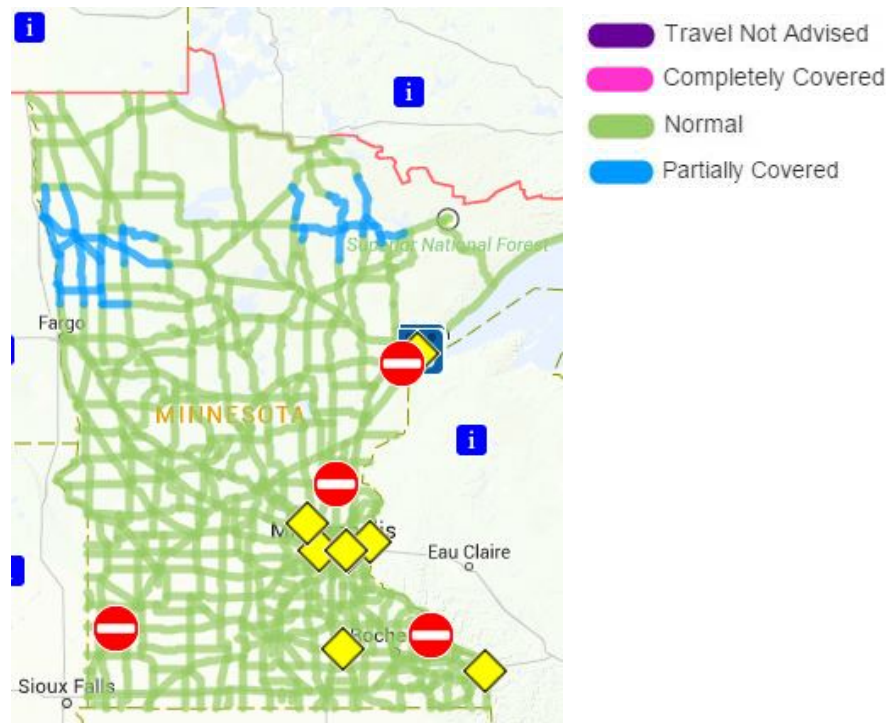 i
i
Travel Not Advised
Completely Covered
Normal
Partially Covered
Superior National Forest
Fargo
MINNESOTA
i
Eau Claire
Sioux Falls